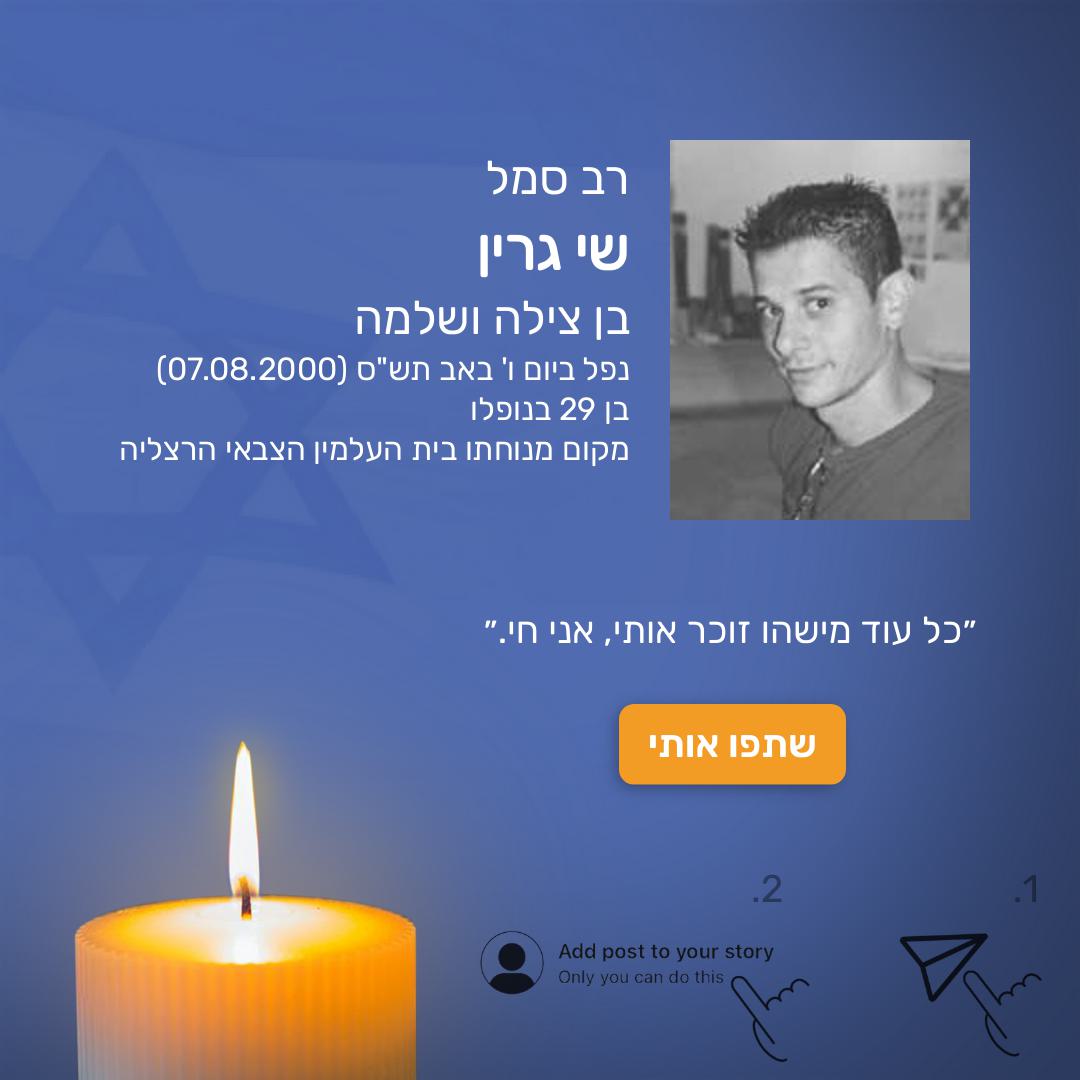 רב סמל
שי גרין
בן צילה ושלמה
נפל ביום ו' באב תש"ס (07.08.2000)
בן 29 בנופלו
מקום מנוחתו בית העלמין הצבאי הרצליה
״כל עוד מישהו זוכר אותי, אני חי.״
שתפו אותי
.1
.2
Add post to your story
Only you can do this